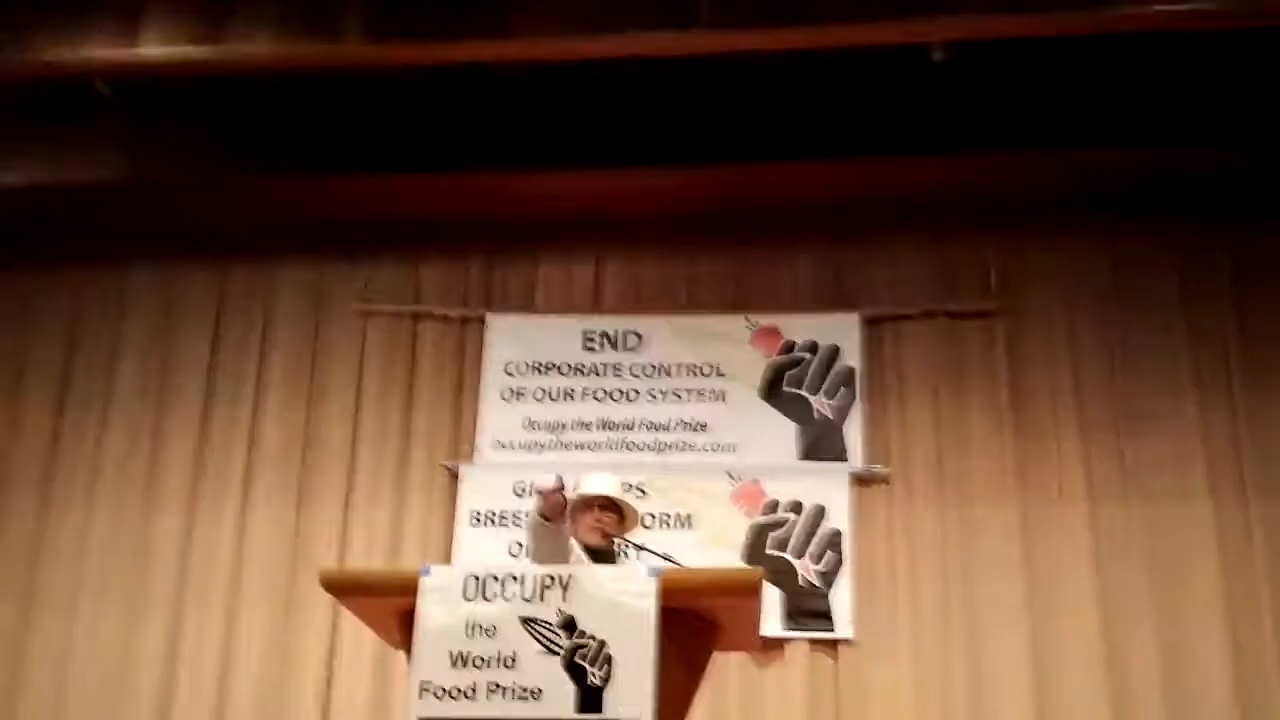 END
CORPORATE CONTROL
OF OUR FOOD SYSTEM
Occupy the World Food Prize
occupytheworldfoodprize.com
OCCUPY
the
World
Food Prize